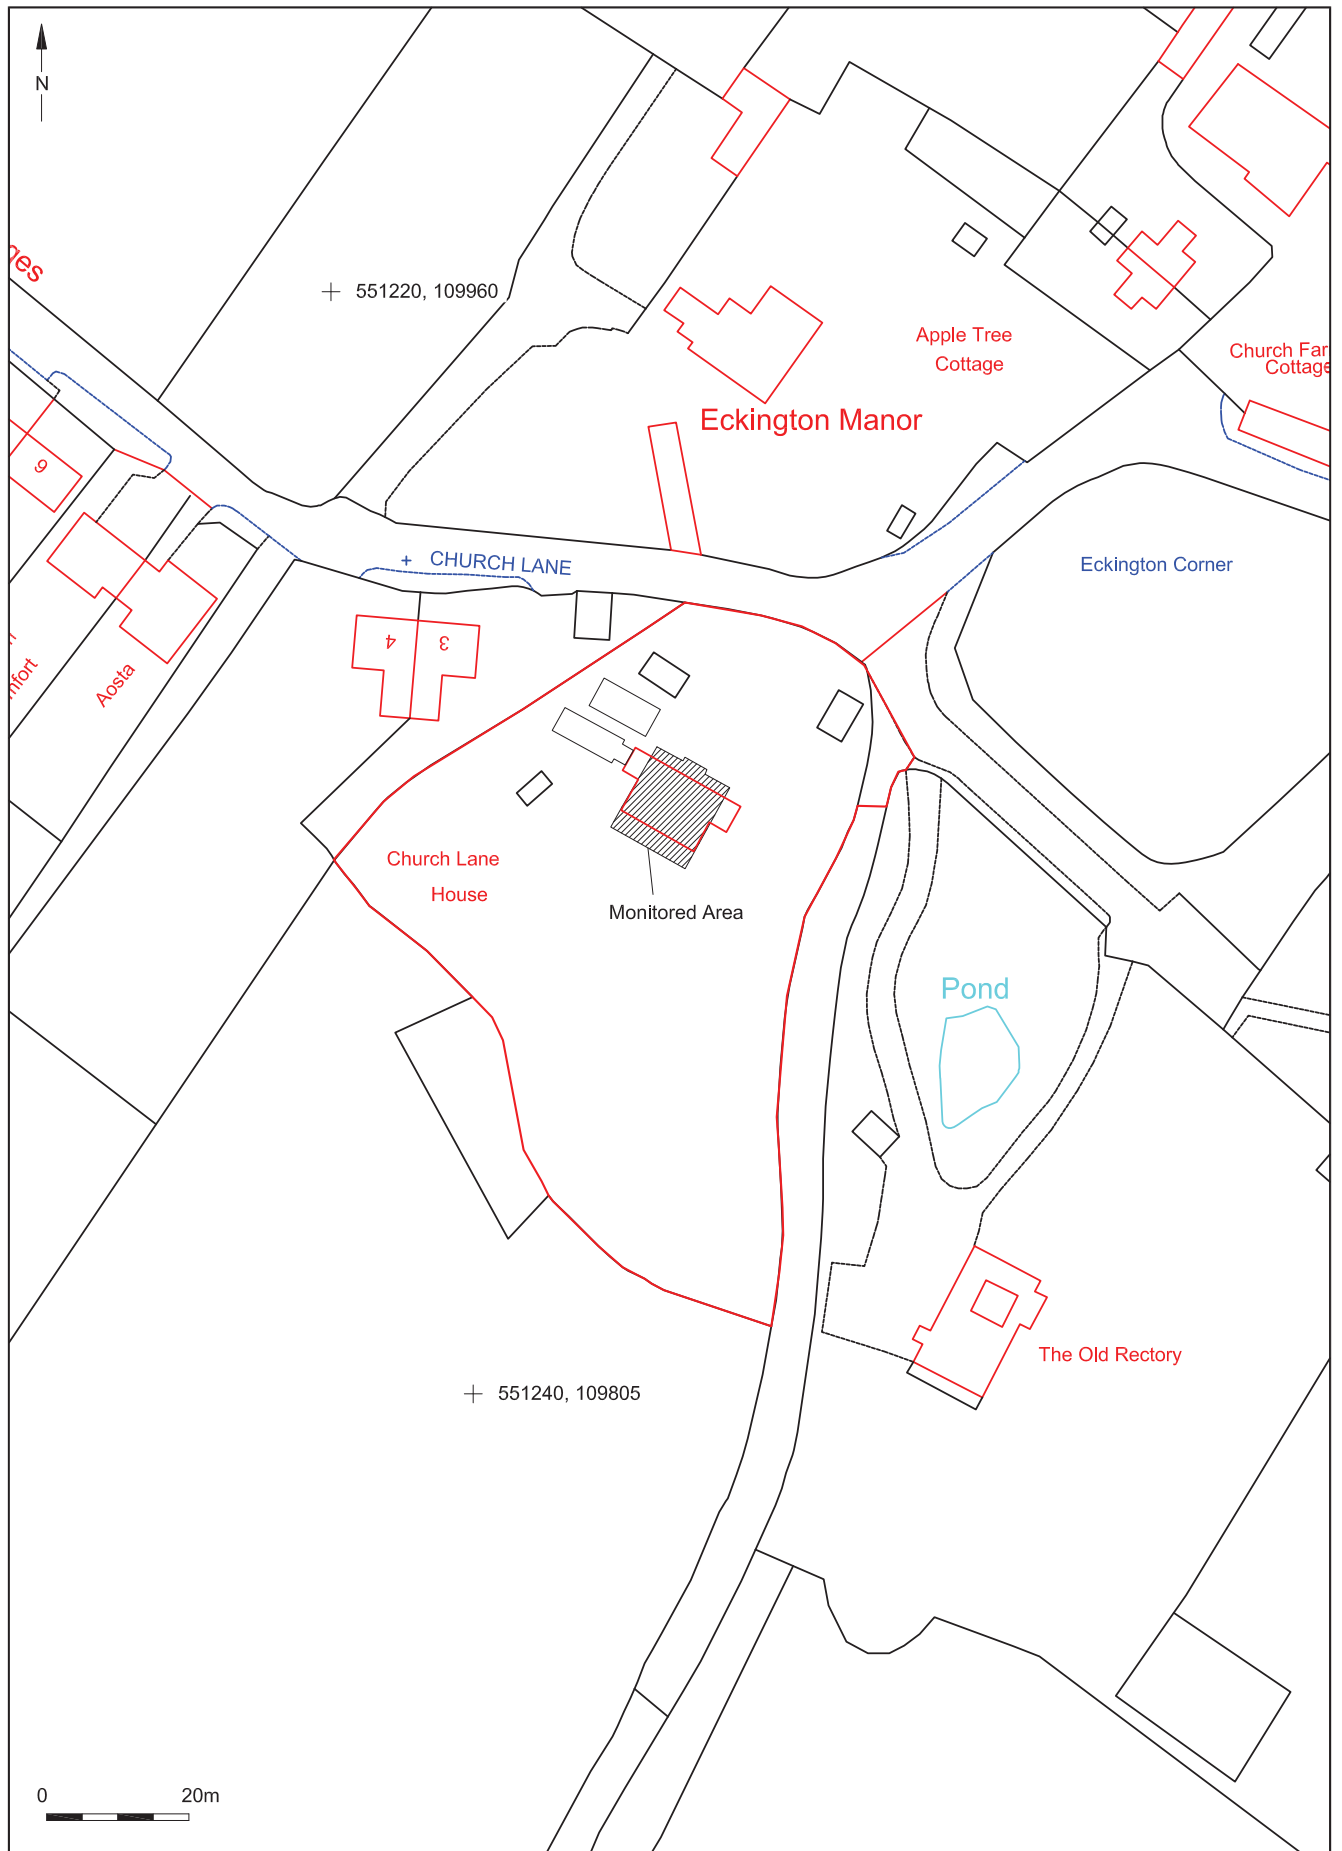 N
551220, 109960
Apple Tree
Cottage
Church Far
Cottage
Eckington Manor
6
CHURCH LANE
Eckington Corner
4
3
Aosta
Church Lane
House
Monitored Area
Pond
The Old Rectory
551240, 109805
0
20m